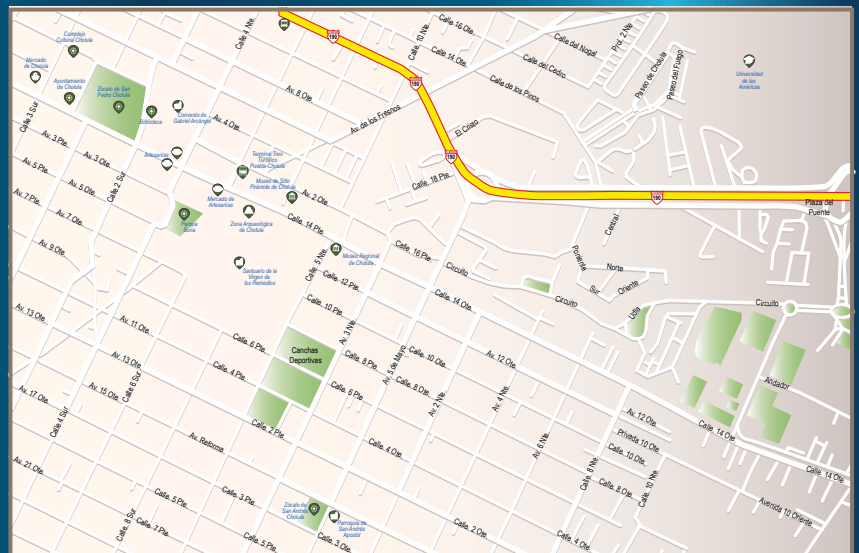 Calle 4 Nte.
190
Calle 10 Nte.
Calle 16 Ote.
Calle 14 Ote.
Calle del Nogal
Prol. 2 Nte.
Calle del Cedro
Paseo de Cholula
Paseo del Fuego
Complejo
Cultural Cholula
Mercado
de Cholula
Ayuntamiento
de Cholula
Zócalo de San
Pedro Cholula
Biblioteca
Convento de
Gabriel Arcángel
Av. 8 Ote.
190
Calle de los Pinos
Universidad
de las
Américas
Calle 3 Sur
Av. 4 Ote.
Av. de los Fresnos
El Chizo
Av. 3 Pte.
Av. 3 Ote.
Artesanías
Terminal Tren
Turístico
Puebla-Cholula
190
Av. 5 Pte.
Av. 5 Ote.
Calle 2 Sur
Museo de Sitio
Pirámide de Cholula
Calle. 18 Pte.
Av. 7 Pte.
Av. 7 Ote.
Mercado de
Artesanías
Av. 2 Ote.
190
Plaza del
Puente
Parque
Soria
Zona Arqueológica
de Cholula
Calle. 14 Pte.
Central
Av. 9 Ote.
Calle. 5 Nte.
Museo Regional
de Cholula
Calle. 16 Pte.
Poniente
Santuario de la
Virgen de
los Remedios
Calle. 12 Pte.
Circuito
Norte
Sur
Oriente
Calle. 10 Pte.
Calle. 14 Ote.
Circuito
Udla
Circuito
Av. 13 Ote.
Av. 11 Ote.
Av. 3 Nte.
Calle. 6 Pte.
Canchas
Deportivas
Calle. 8 Pte.
Av. 5 de Mayo
Calle. 10 Ote.
Av. 12 Ote.
Av. 13 Ote.
Calle. 4 Pte.
Calle. 6 Pte.
Calle. 8 Ote.
Andador
Av. 17 Ote.
Av. 15 Ote.
Calle 6 Sur
Av. 2 Nte.
Av. 4 Nte.
Av. 12 Ote.
Calle 4 Sur
Calle. 2 Pte.
Calle. 14 Ote
Av. Reforma
Calle. 4 Ote.
Av. 6 Nte.
Priveda 10 Ote.
Calle. 10 Ote.
Av. 21 Ote.
Calle. 8 Nte.
Calle. 14 Ote.
Calle. 5 Pte.
Calle. 3 Pte.
Calle. 8 Ote.
Calle. 10 Nte.
Avenida 10 Oriente
Calle. 8 Sur
Calle. 7 Pte.
Zócalo de
San Andrés
Cholula
Parroquia de
San Andrés
Apostol
Calle. 2 Ote.
Calle. 5 Pte.
Calle. 3 Ote.
Calle. 4 Ote.